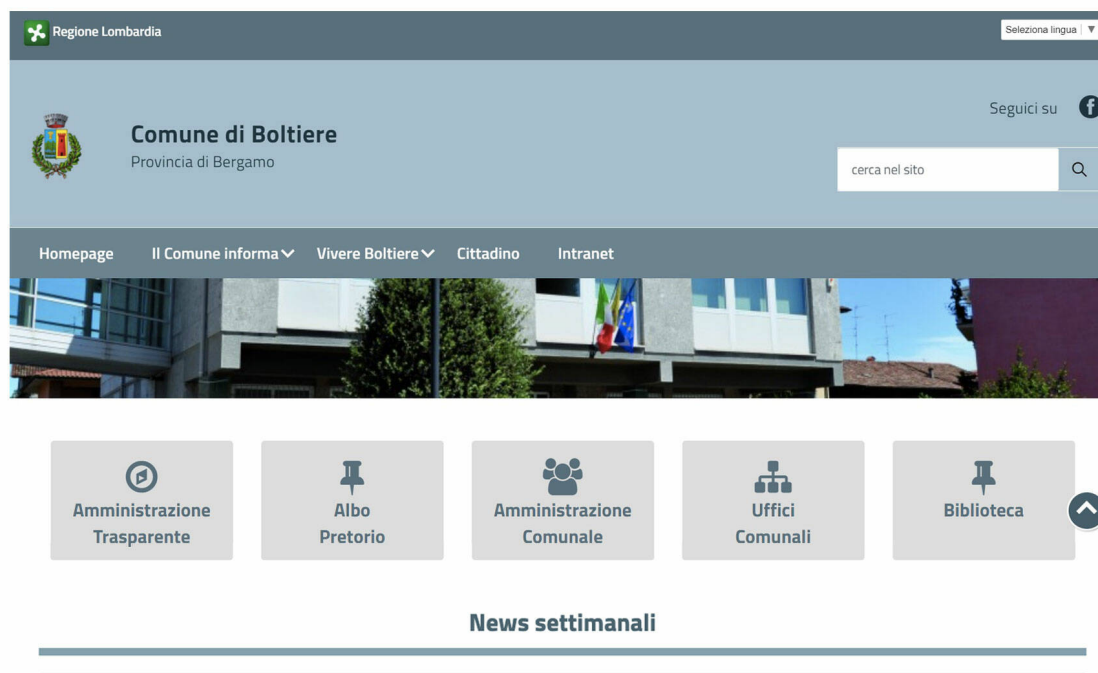 Regione Lombardia
Seleziona lingua
Comune di Boltiere
Provincia di Bergamo
Seguici su
cerca nel sito
Homepage Il Comune informa Vivere Boltiere Cittadino Intranet
Amministrazione
Trasparente
Albo
Pretorio
Amministrazione
Comunale
Uffici
Comunali
Biblioteca
News settimanali